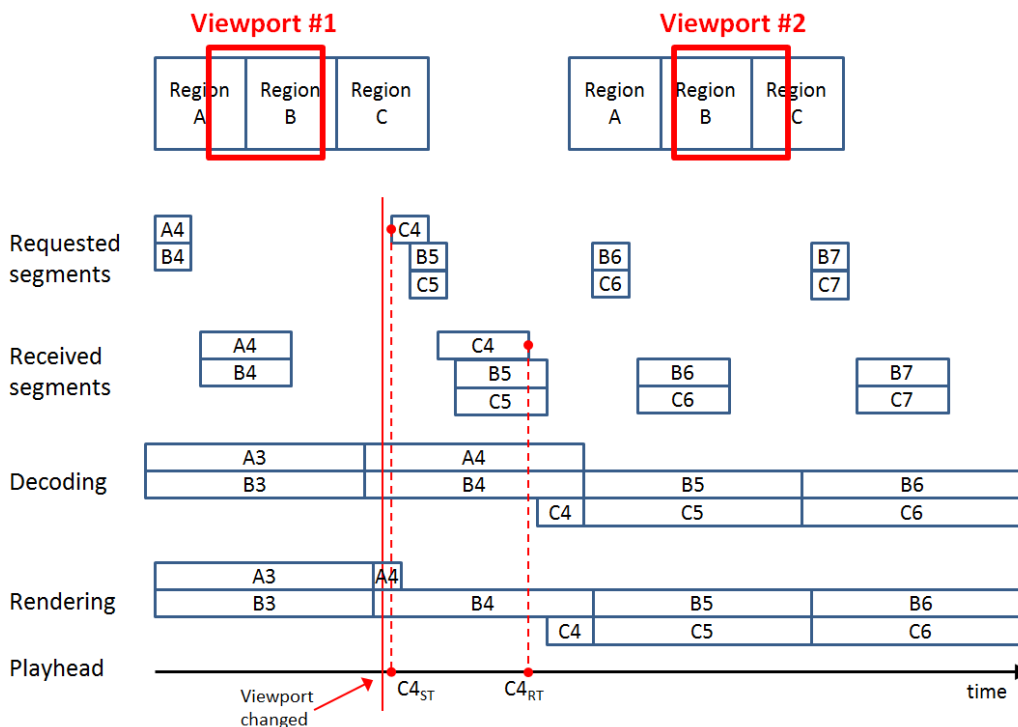 Viewport #1
Viewport #2
Region A
Region B
Region C
Region A
Region B
Region C
Requested segments
A4
B4
C4
B5
C5
B6
C6
B7
C7
Received segments
A4
B4
C4
B5
C5
B6
C6
B7
C7
Decoding
A3
A4
B3
B4
B5
B6
C4
C5
C6
Rendering
A3
A4
B3
B4
B5
B6
C4
C5
C6
Playhead
Viewport changed
C4ST
C4RT
time